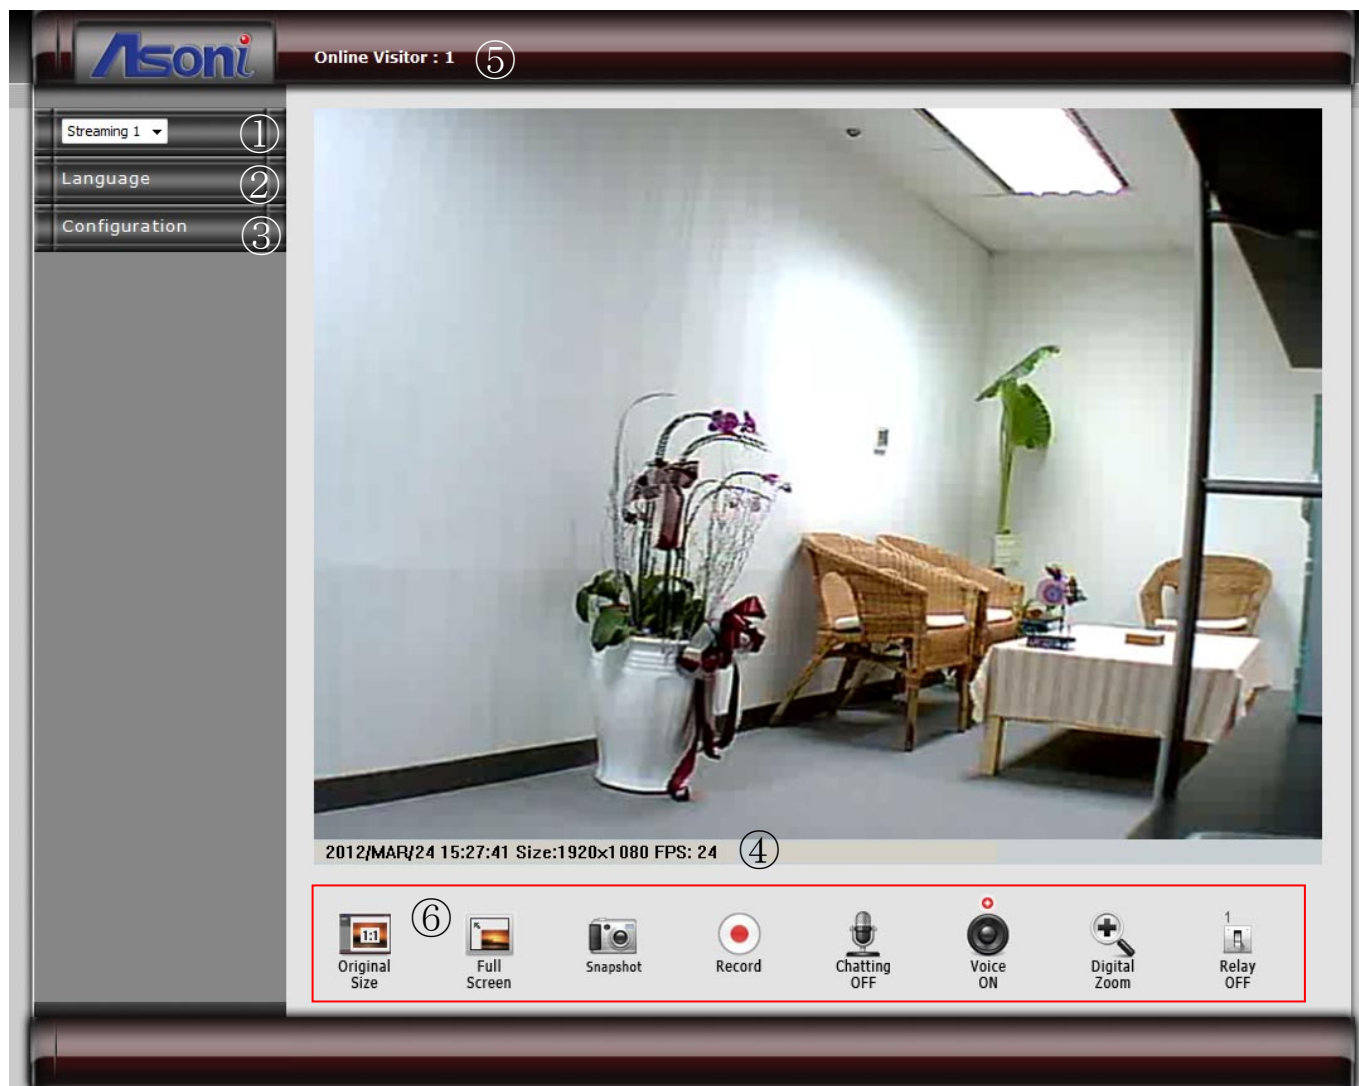 Asoni
Online Visitor : 1 ⑤
Streaming 1 ①
Language ②
Configuration ③
2012/MAR/24 15:27:41 Size:1920x1080 FPS: 24 ④
⑥
1:1
1
Original Size
Full Screen
Snapshot
Record
Chatting OFF
Voice ON
Digital Zoom
Relay OFF